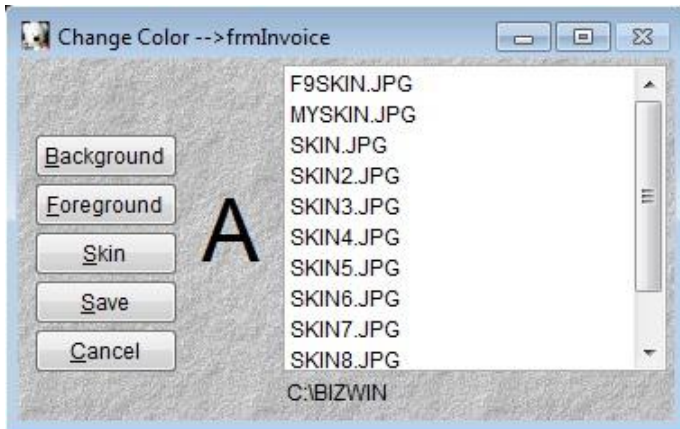 Change Color -->frmInvoice
Background
Foreground
Skin
Save
Cancel
A
F9SKIN.JPG
MYSKIN.JPG
SKIN.JPG
SKIN2.JPG
SKIN3.JPG
SKIN4.JPG
SKIN5.JPG
SKIN6.JPG
SKIN7.JPG
SKIN8.JPG
C:\BIZWIN